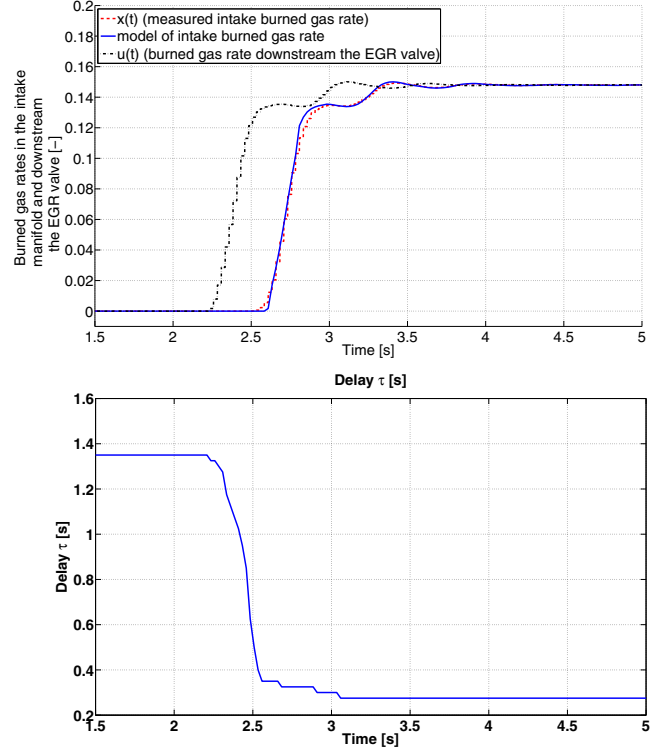 0.2
0.18
0.16
0.14
0.12
0.1
0.08
0.06
0.04
0.02
0
Burned gas rates in the intake
manifold and downstream
the EGR valve [-]
x(t) (measured intake burned gas rate)
model of intake burned gas rate
u(t) (burned gas rate downstream the EGR valve)
1.5 2 2.5 3 3.5 4 4.5 5
Time [s]
Delay τ [s]
1.6
1.4
1.2
1
0.8
0.6
0.4
0.2
Delay τ [s]
1.5 2 2.5 3 3.5 4 4.5 5
Time [s]